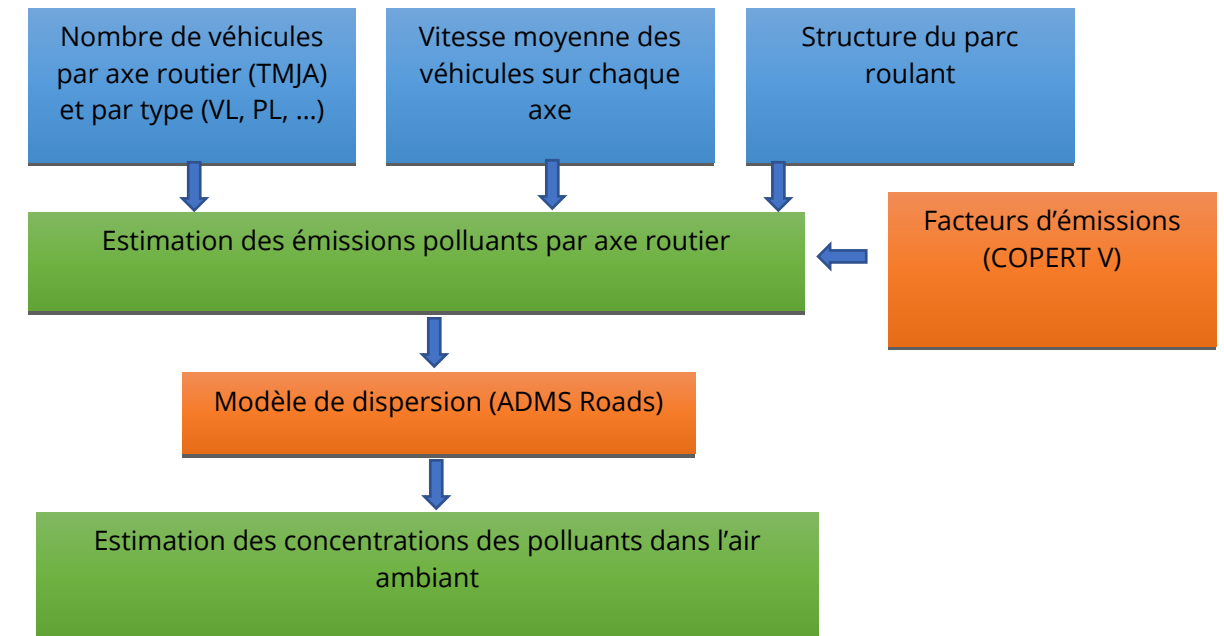 Nombre de véhicules
par axe routier (TMJA)
et par type (VL, PL, …)
Vitesse moyenne des
véhicules sur chaque
axe
Structure du parc
roulant
Estimation des émissions polluants par axe routier
Facteurs d’émissions
(COPERT V)
Modèle de dispersion (ADMS Roads)
Estimation des concentrations des polluants dans l’air
ambiant